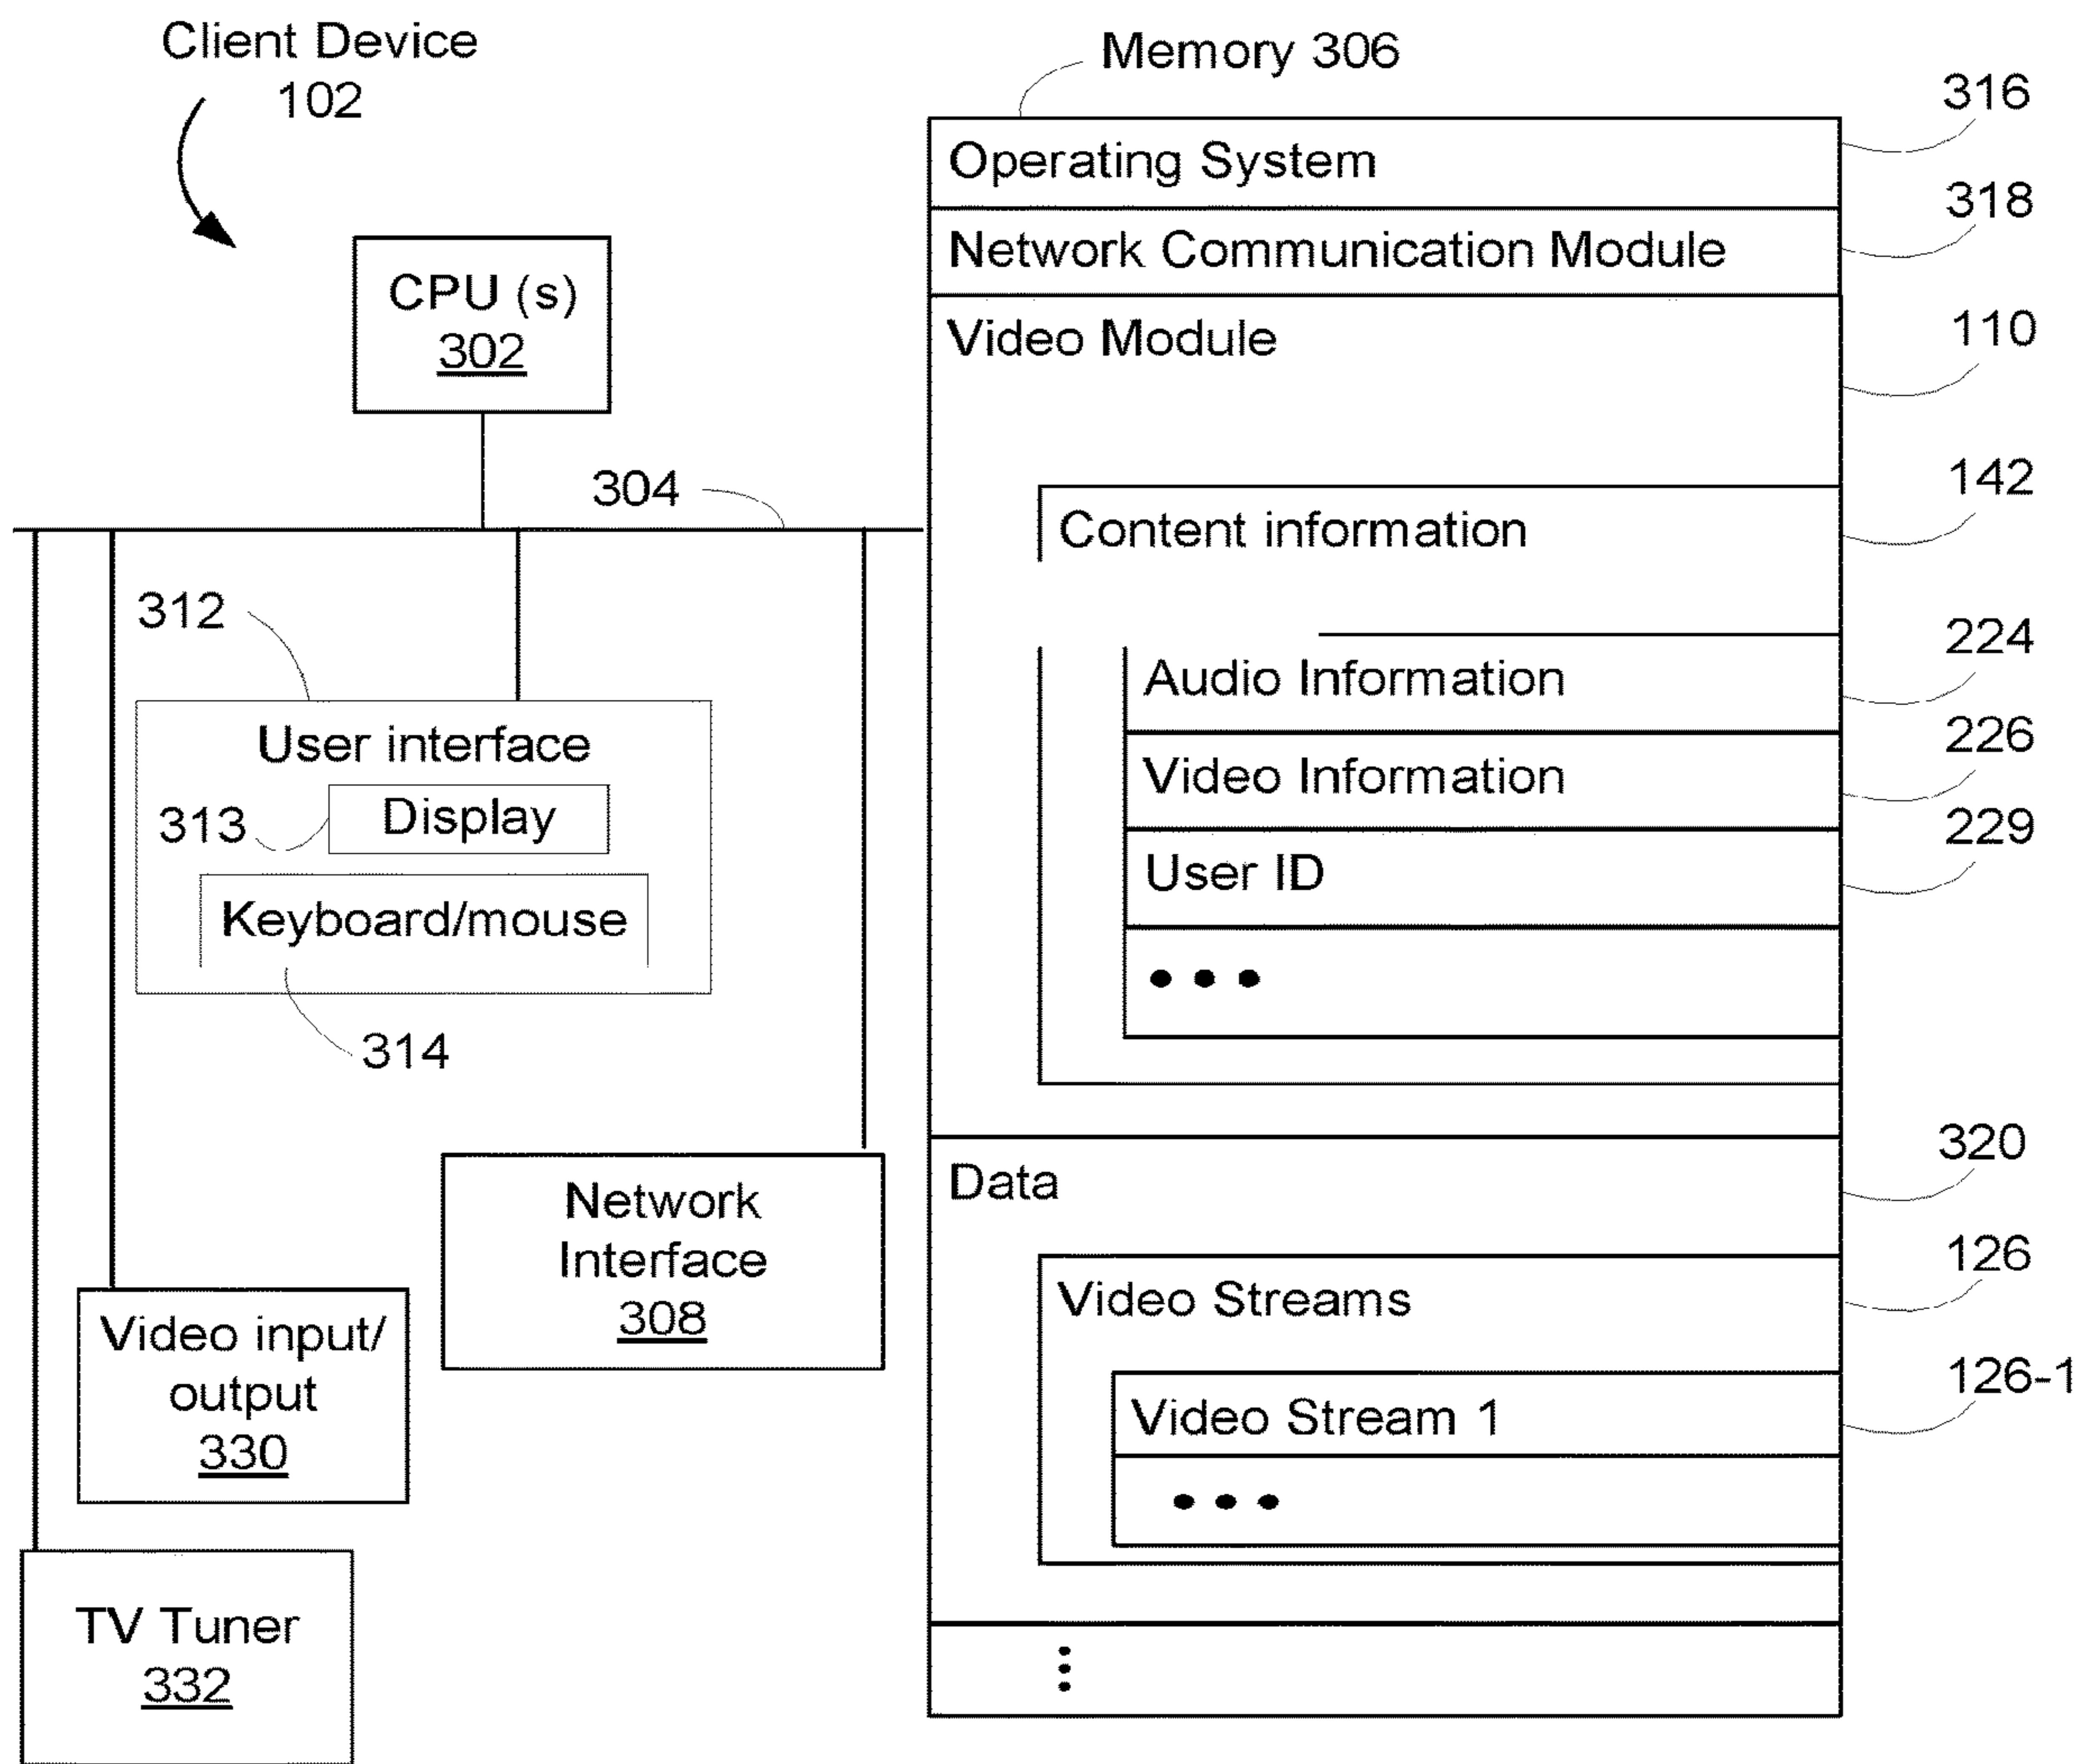 Client Device
102
Memory 306
316
Operating System
318
Network Communication Module
CPU (s)
302
110
Video Module
304
142
Content information
312
224
Audio Information
User interface
226
Video Information
313
Display
229
User ID
Keyboard/mouse
• • •
314
320
Data
Network
Interface
308
126
Video Streams
Video input/
output
330
126-1
Video Stream 1
• • •
TV Tuner
332